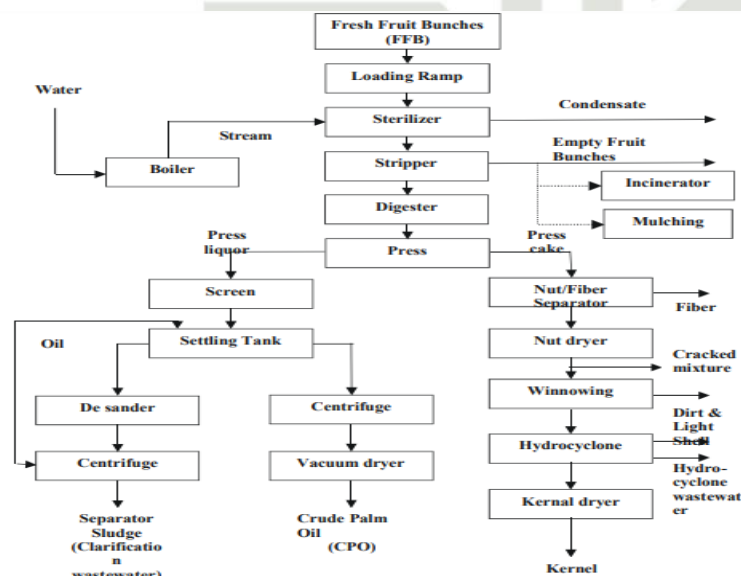 Fresh Fruit Bunches
(FFB)
Loading Ramp
Water
Sterilizer
Condensate
Stream
Boiler
Stripper
Empty Fruit
Bunches
Incinerator
Digester
Mulching
Press
liquor
Press
Press
cake
Screen
Nut/Fiber
Separator
Fiber
Oil
Settling Tank
Nut dryer
Cracked
mixture
De sander
Centrifuge
Winnowing
Dirt &
Light
Shell
Centrifuge
Vacuum dryer
Hydrocyclone
Hydro-
cyclone
wastewat
er
Kernal dryer
Separator
Sludge
(Clarificatio
n
wastewater)
Crude Palm
Oil
(CPO)
Kernel